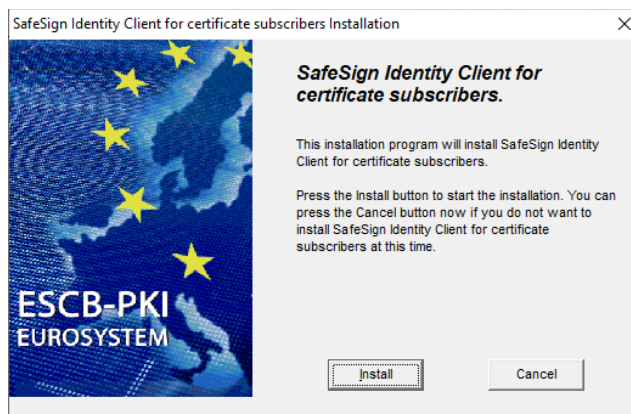 SafeSign Identity Client for certificate subscribers Installation
SafeSign Identity Client for
certificate subscribers.
This installation program will install SafeSign Identity
Client for certificate subscribers.
Press the Install button to start the installation. You can
press the Cancel button now if you do not want to
install SafeSign Identity Client for certificate
subscribers at this time.
ESCB-PKI
EUROSYSTEM
Install
Cancel